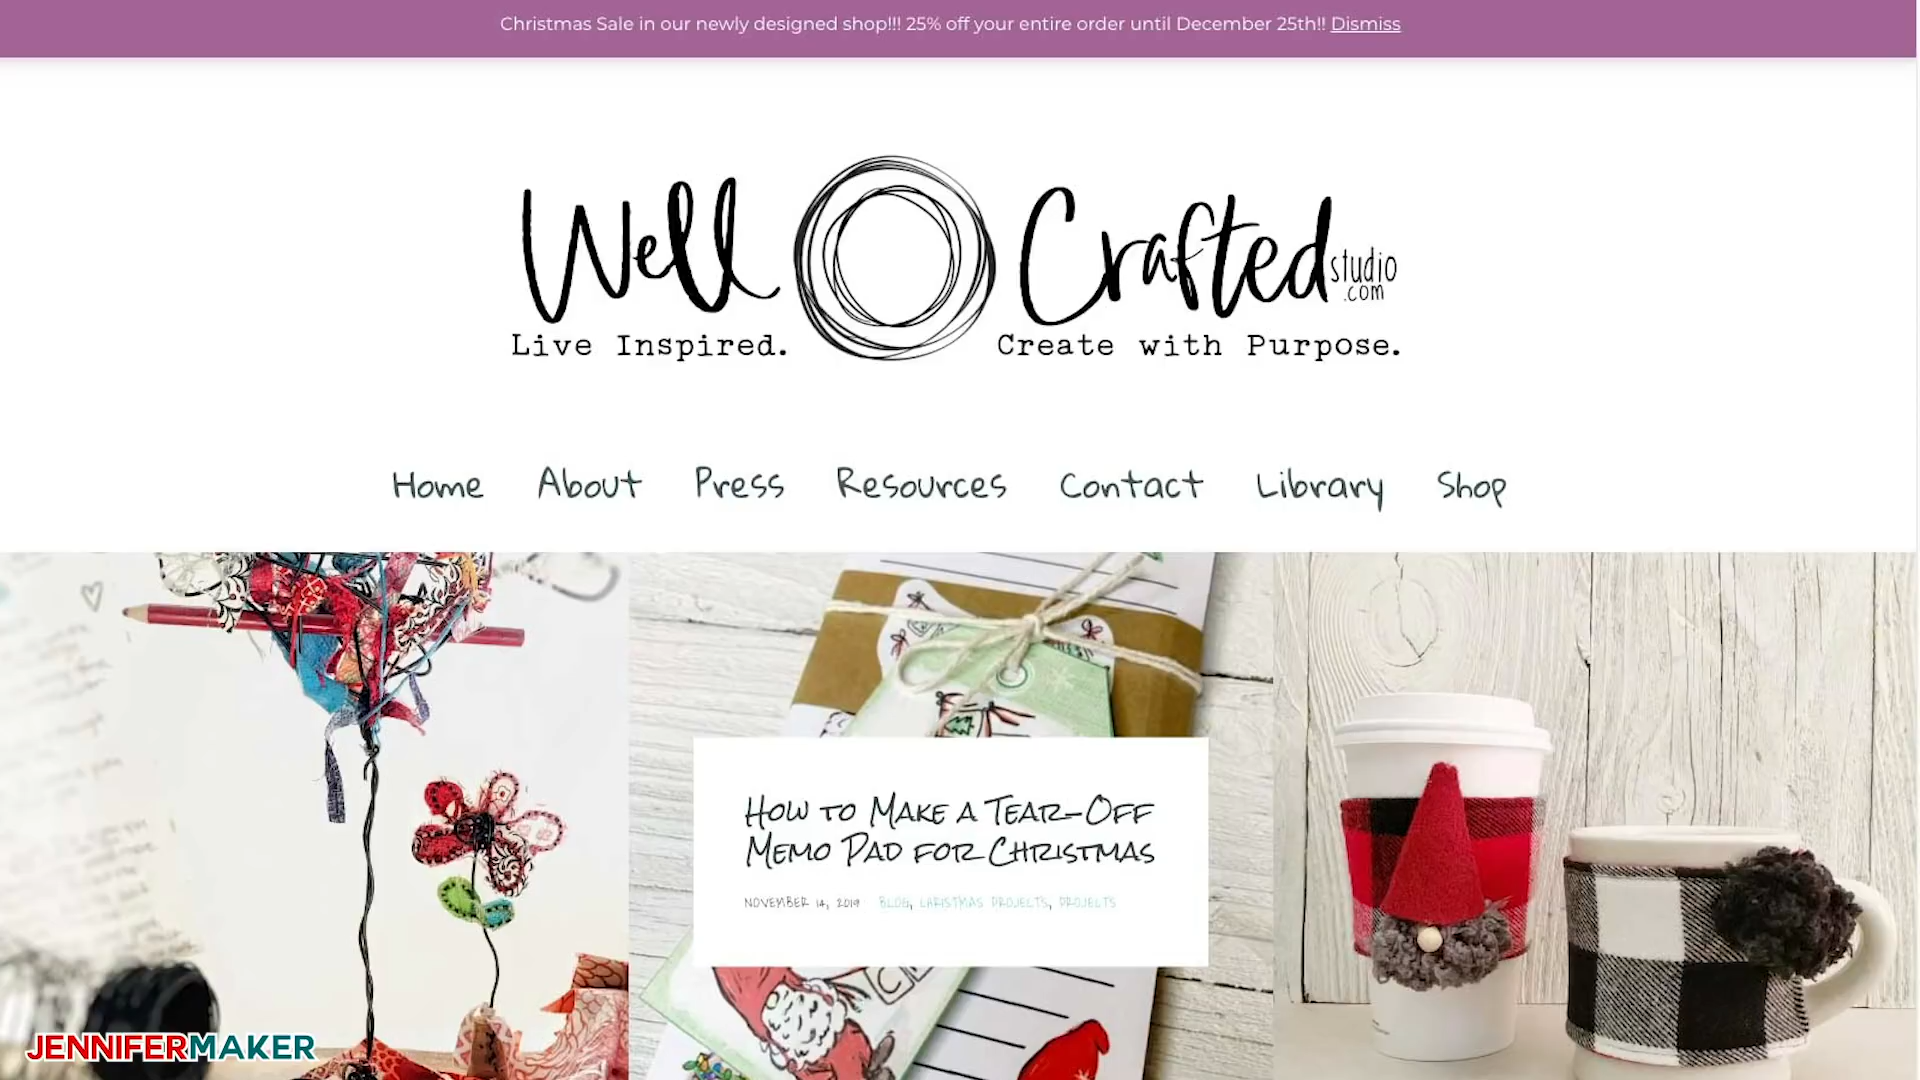 Christmas Sale in our newly designed shop!!! 25% off your entire order until December 25th!! Dismiss
Well Crafted studio
.com
Live Inspired. Create with Purpose.
Home About Press Resources Contact Library Shop
How to Make a Tear-Off
Memo Pad for Christmas
NOVEMBER 14, 2019 BLOG, CHRISTMAS PROJECTS, PROJECTS
JENNIFERMAKER